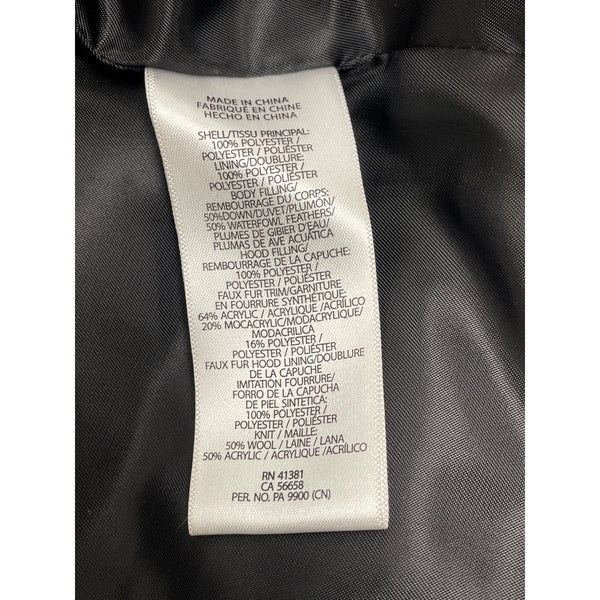 MADE IN CHINA
FABRIQUÉ EN CHINE
HECHO EN CHINA
SHELL/TISSU PRINCIPAL:
100% POLYESTER /
POLYESTER / POLIÉSTER
LINING/DOUBLURE:
100% POLYESTER /
POLYESTER / POLIÉSTER
BODY FILLING/
REMBOURRAGE DU CORPS:
50%DOWN/DUVET/PLUMÓN/
50% WATERFOWL FEATHERS/
PLUMES DE GIBIER D'EAU/
PLUMAS DE AVE ACUÁTICA
HOOD FILLING/
REMBOURRAGE DE LA CAPUCHE:
100% POLYESTER /
POLYESTER / POLIÉSTER
FAUX FUR TRIM/GARNITURE
EN FOURRURE SYNTHÉTIQUE:
64% ACRYLIC / ACRYLIQUE /ACRÍLICO
20% MOCACRYLIC/MODACRYLIQUE/
MODACRILICA
16% POLYESTER /
POLYESTER / POLIÉSTER
FAUX FUR HOOD LINING/DOUBLURE
DE LA CAPUCHE
IMITATION FOURRURE/
FORRO DE LA CAPUCHA
DE PIEL SINTETICA:
100% POLYESTER /
POLYESTER / POLIÉSTER
KNIT / MAILLE:
50% WOOL / LAINE / LANA
50% ACRYLIC / ACRYLIQUE /ACRÍLICO
RN 41381
CA 56658
PER. NO. PA 9900 (CN)